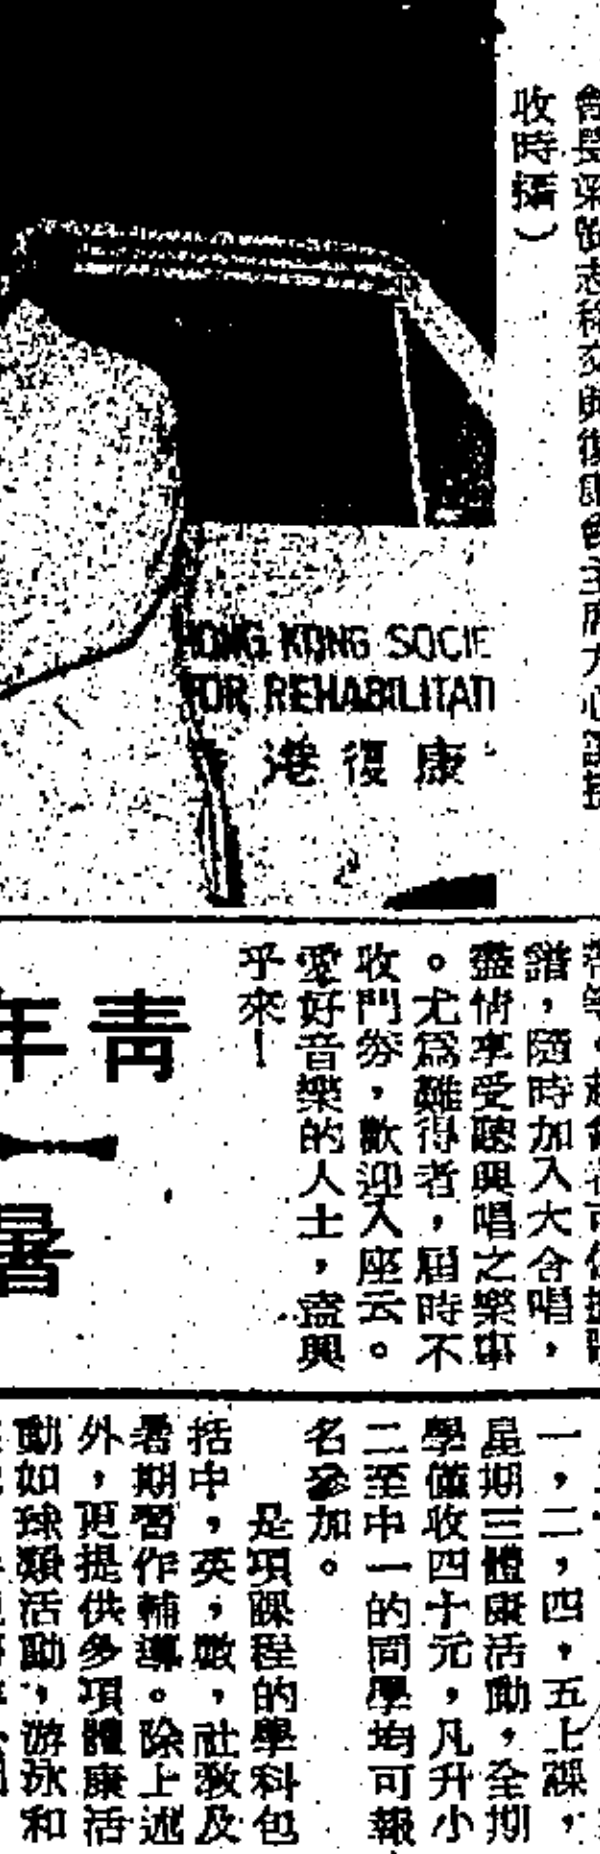 收時攝）
HONG KONG SOCIE
FOR REHABILITATI
港復康
譜，隨時加入大合唱，
盡情享受聽與唱之樂事
。尤爲難得者，屆時不
收門券，歡迎入座云。
愛好音樂的人士，盍興
乎來！
青年
暑
一，二，四，五上課，
星期三體康活動，全期
學僅收四十元，凡升小
二至中一的同學均可報
名參加。
是項課程的學科包
括中，英，數，社敎及
暑期習作輔導。除上述
外，更提供多項體康活
動如球類活動，游泳和